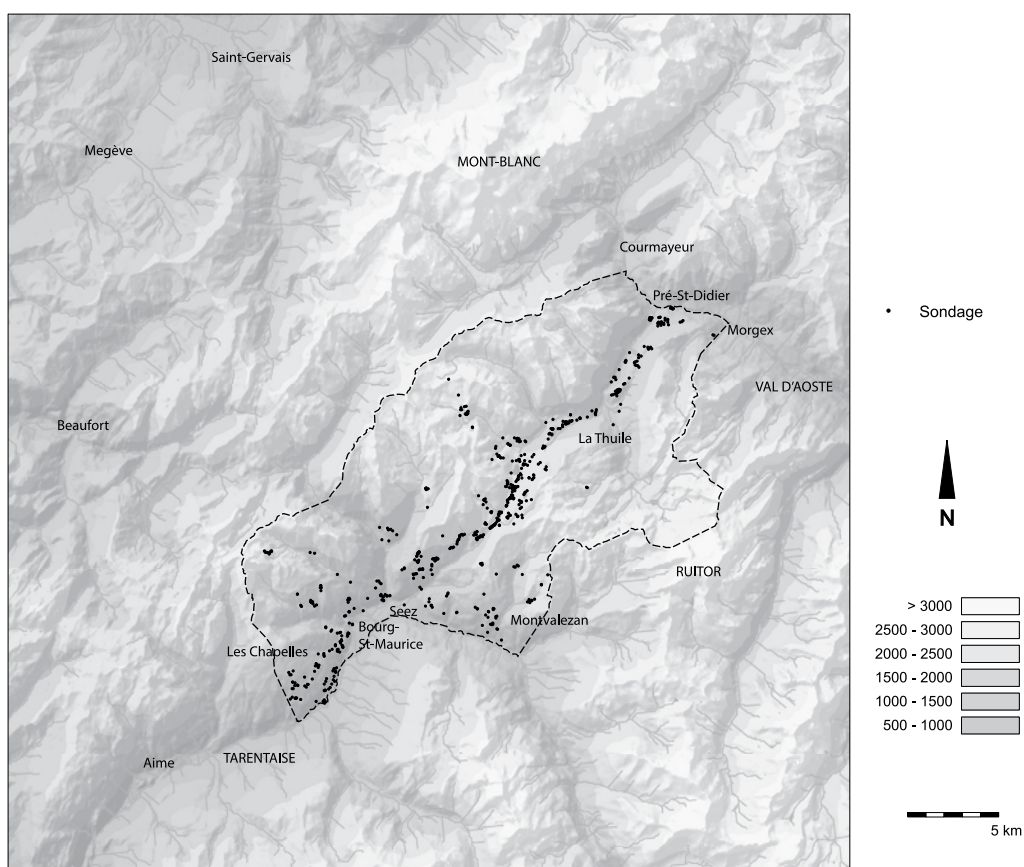 Saint-Gervais
Megève
MONT-BLANC
Courmayeur
Pré-St-Didier
Morgex
VAL D'AOSTE
Beaufort
La Thuile
RUITOR
Montvalezan
Seez
Bourg-
St-Maurice
Les Chapelles
Aime
TARENTAISE
Sondage
N
> 3000
2500 - 3000
2000 - 2500
1500 - 2000
1000 - 1500
500 - 1000
5 km